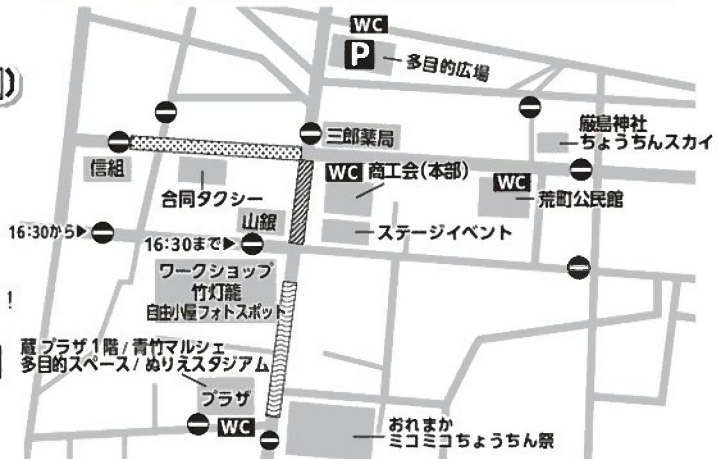 WC
P
多目的広場
三郎薬局
厳島神社
ちょうちんスカイ
信組
合同タクシー
WC
商工会(本部)
WC
荒町公民館
山銀
16:30から▶
16:30まで▶
ステージイベント
ワークショップ
竹灯籠
自由小屋フォトスポット
!
蔵プラザ1階/青竹マルシェ
多目的スペース/ぬりえスタジアム
プラザ
WC
おれまか
ミコミコちょうちん祭